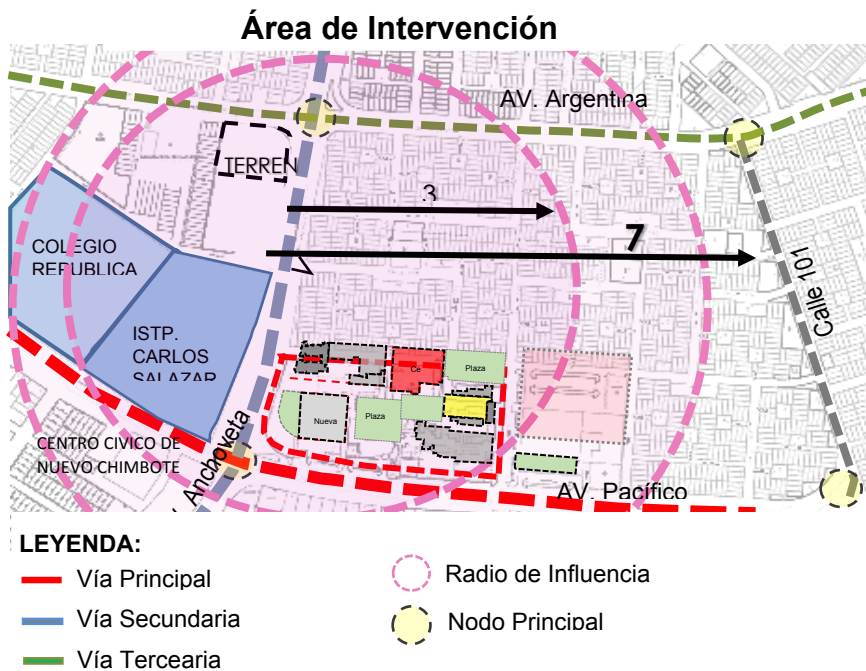 Área de Intervención
AV. Argentina
TERREN
3
7
COLEGIO
REPUBLICA
Calle 101
ISTP.
CARLOS
SALAZAR
Ce
Plaza
Nueva
Plaza
CENTRO CIVICO DE
NUEVO CHIMBOTE
Anchoveta
AV. Pacífico
LEYENDA:
Vía Principal
Radio de Influencia
Vía Secundaria
Nodo Principal
Vía Tercearia